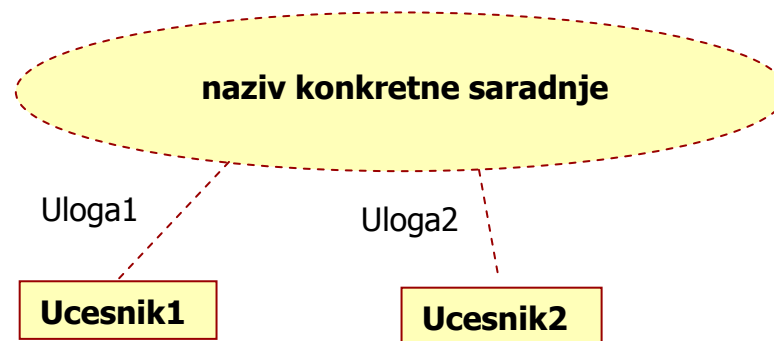 naziv konkretne saradnje
Uloga1
Uloga2
Ucesnik1
Ucesnik2